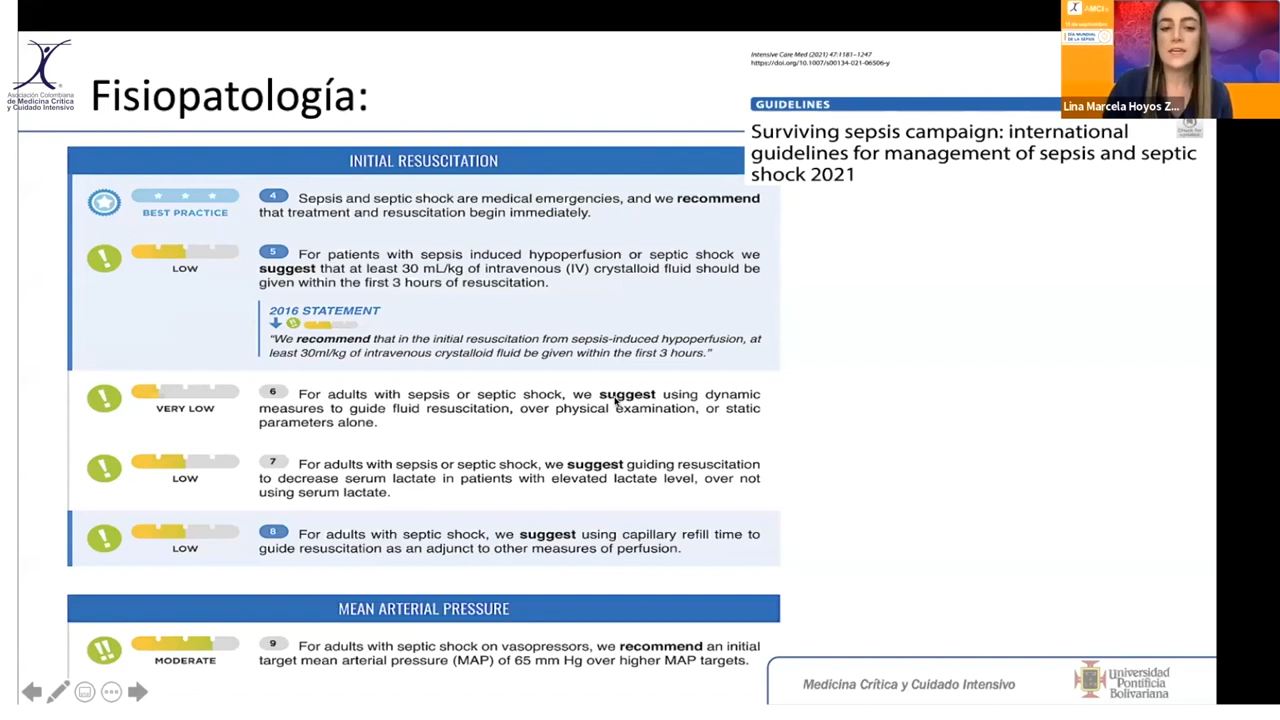 Asociación Colombiana
de Medicina Crítica
y Cuidado Intensivo
Fisiopatología:
Intensive Care Med (2021) 47:1181–1247
https://doi.org/10.1007/s00134-021-06506-y
GUIDELINES
Surviving sepsis campaign: international
guidelines for management of sepsis and septic
shock 2021
AMCI
DÍA MUNDIAL
DE LA SEPSIS
Lina Marcela Hoyos Z...
INITIAL RESUSCITATION
BEST PRACTICE
4 Sepsis and septic shock are medical emergencies, and we recommend
that treatment and resuscitation begin immediately.
LOW
5 For patients with sepsis induced hypoperfusion or septic shock we
suggest that at least 30 mL/kg of intravenous (IV) crystalloid fluid should be
given within the first 3 hours of resuscitation.
2016 STATEMENT
“We recommend that in the initial resuscitation from sepsis-induced hypoperfusion, at
least 30ml/kg of intravenous crystalloid fluid be given within the first 3 hours.”
VERY LOW
6 For adults with sepsis or septic shock, we suggest using dynamic
measures to guide fluid resuscitation, over physical examination, or static
parameters alone.
LOW
7 For adults with sepsis or septic shock, we suggest guiding resuscitation
to decrease serum lactate in patients with elevated lactate level, over not
using serum lactate.
LOW
8 For adults with septic shock, we suggest using capillary refill time to
guide resuscitation as an adjunct to other measures of perfusion.
MEAN ARTERIAL PRESSURE
MODERATE
9 For adults with septic shock on vasopressors, we recommend an initial
target mean arterial pressure (MAP) of 65 mm Hg over higher MAP targets.
Medicina Crítica y Cuidado Intensivo
Universidad
Pontificia
Bolivariana